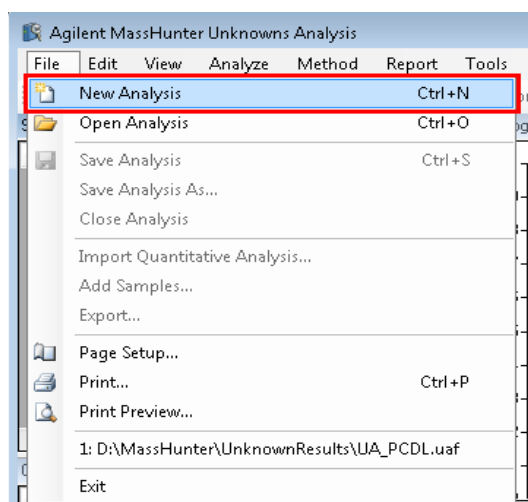 Agilent MassHunter Unknowns Analysis
File Edit View Analyze Method Report Tools
New Analysis Ctrl+N
Open Analysis Ctrl+O
Save Analysis Ctrl+S
Save Analysis As...
Close Analysis
Import Quantitative Analysis...
Add Samples...
Export...
Page Setup...
Print... Ctrl+P
Print Preview...
1: D:\MassHunter\UnknownResults\UA_PCDL.uaf
Exit